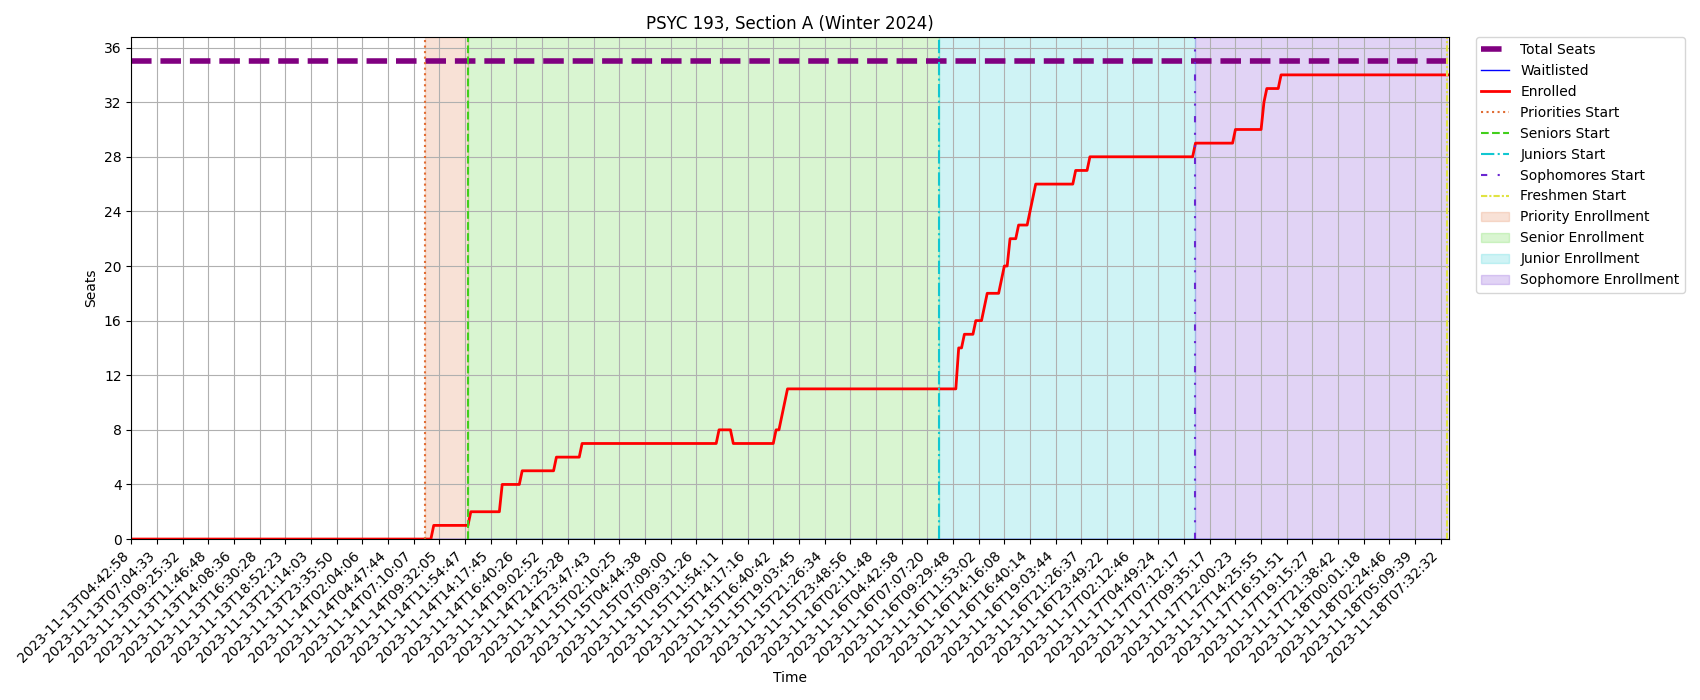 PSYC 193, Section A (Winter 2024)
Seats
36
32
28
24
20
16
12
8
4
0
2023-11-13T04:42:58
2023-11-13T07:04:33
2023-11-13T09:25:32
2023-11-13T11:46:48
2023-11-13T14:08:36
2023-11-13T16:30:28
2023-11-13T18:52:23
2023-11-13T21:14:03
2023-11-13T23:35:50
2023-11-14T02:04:06
2023-11-14T04:47:44
2023-11-14T07:10:07
2023-11-14T09:32:05
2023-11-14T11:54:47
2023-11-14T14:17:45
2023-11-14T16:40:26
2023-11-14T19:02:52
2023-11-14T21:25:28
2023-11-14T23:47:43
2023-11-15T02:10:25
2023-11-15T04:44:38
2023-11-15T07:09:00
2023-11-15T09:31:26
2023-11-15T11:54:11
2023-11-15T14:17:16
2023-11-15T16:40:42
2023-11-15T19:03:45
2023-11-15T21:26:34
2023-11-15T23:48:56
2023-11-16T02:11:48
2023-11-16T04:42:58
2023-11-16T07:07:20
2023-11-16T09:29:48
2023-11-16T11:53:02
2023-11-16T14:16:08
2023-11-16T16:40:14
2023-11-16T19:03:44
2023-11-16T21:26:37
2023-11-16T23:49:22
2023-11-17T02:12:46
2023-11-17T04:49:24
2023-11-17T07:12:17
2023-11-17T09:35:17
2023-11-17T12:00:23
2023-11-17T14:25:55
2023-11-17T16:51:51
2023-11-17T19:15:27
2023-11-17T21:38:42
2023-11-18T00:01:18
2023-11-18T02:24:46
2023-11-18T05:09:39
2023-11-18T07:32:32
Time
Total Seats
Waitlisted
Enrolled
Priorities Start
Seniors Start
Juniors Start
Sophomores Start
Freshmen Start
Priority Enrollment
Senior Enrollment
Junior Enrollment
Sophomore Enrollment